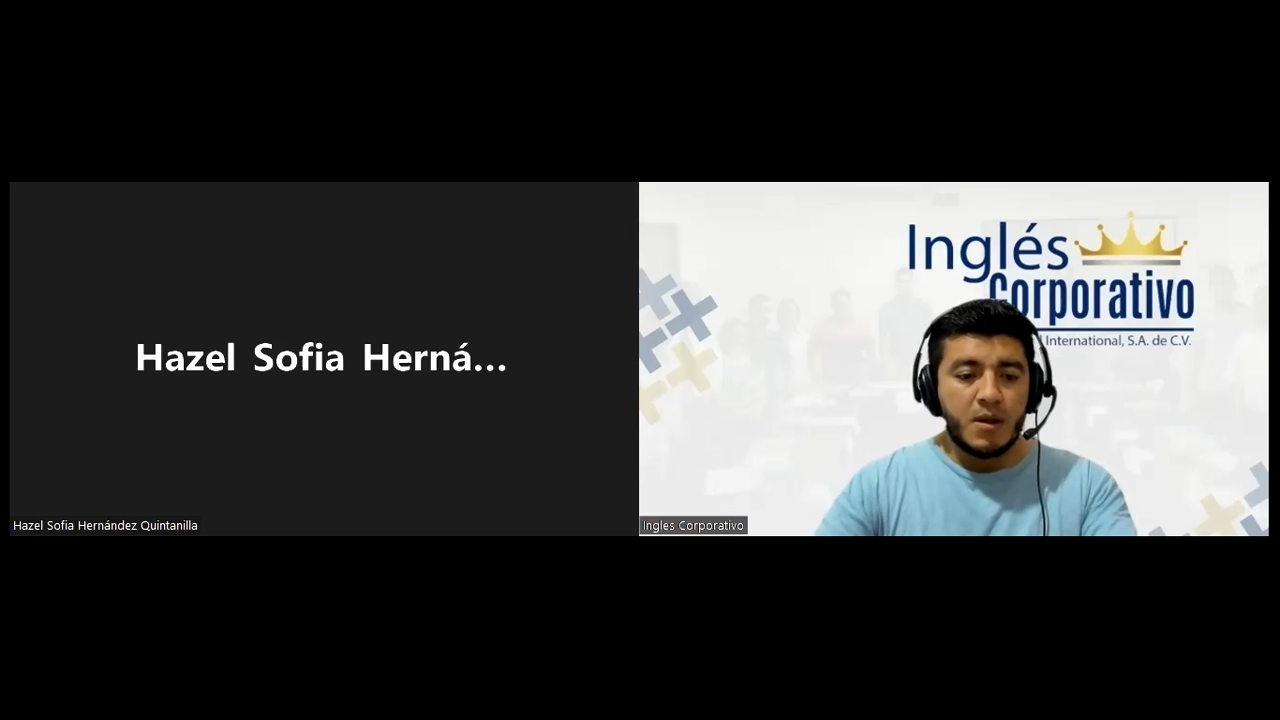 Hazel Sofia Herná...
Hazel Sofia Hernández Quintanilla
Inglés
Corporativo
International, S.A. de C.V.
Ingles Corporativo